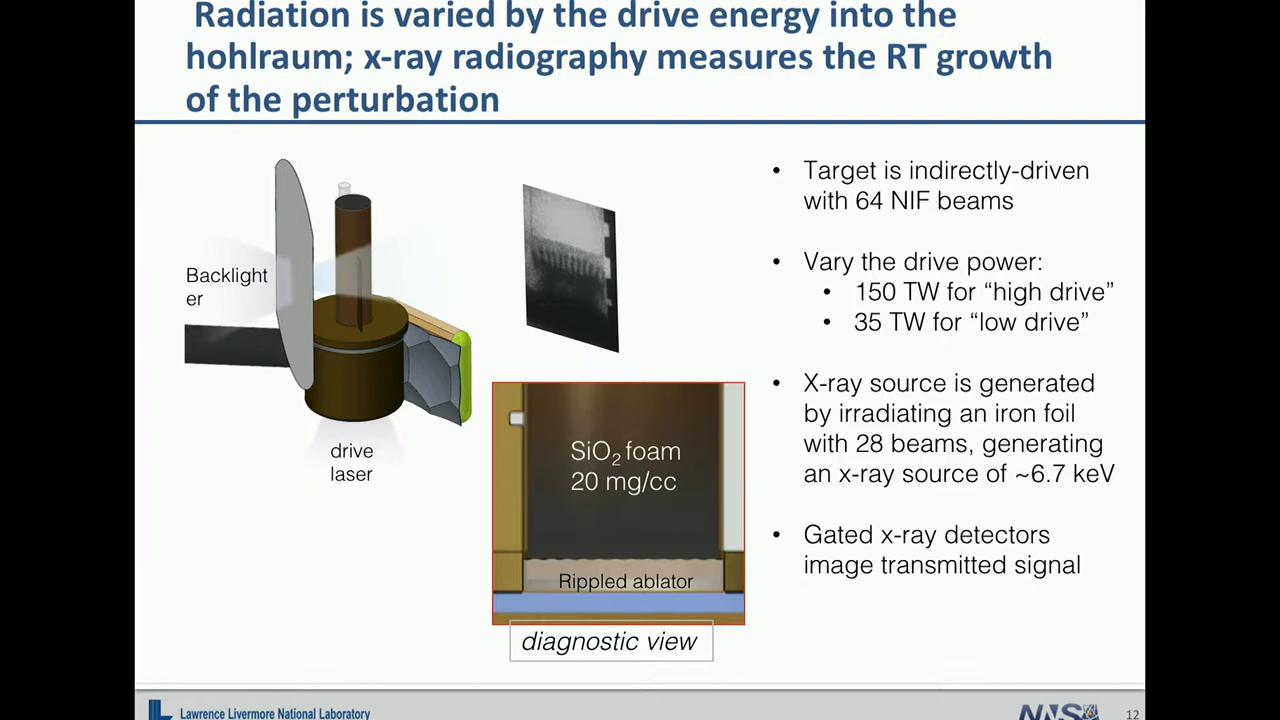 Radiation is varied by the drive energy into the
hohlraum; x-ray radiography measures the RT growth
of the perturbation
Backlight
er
drive
laser
SiO₂ foam
20 mg/cc
Rippled ablator
diagnostic view
• Target is indirectly-driven
with 64 NIF beams
• Vary the drive power:
• 150 TW for “high drive”
• 35 TW for “low drive”
• X-ray source is generated
by irradiating an iron foil
with 28 beams, generating
an x-ray source of ~6.7 keV
• Gated x-ray detectors
image transmitted signal
Lawrence Livermore National Laboratory
12